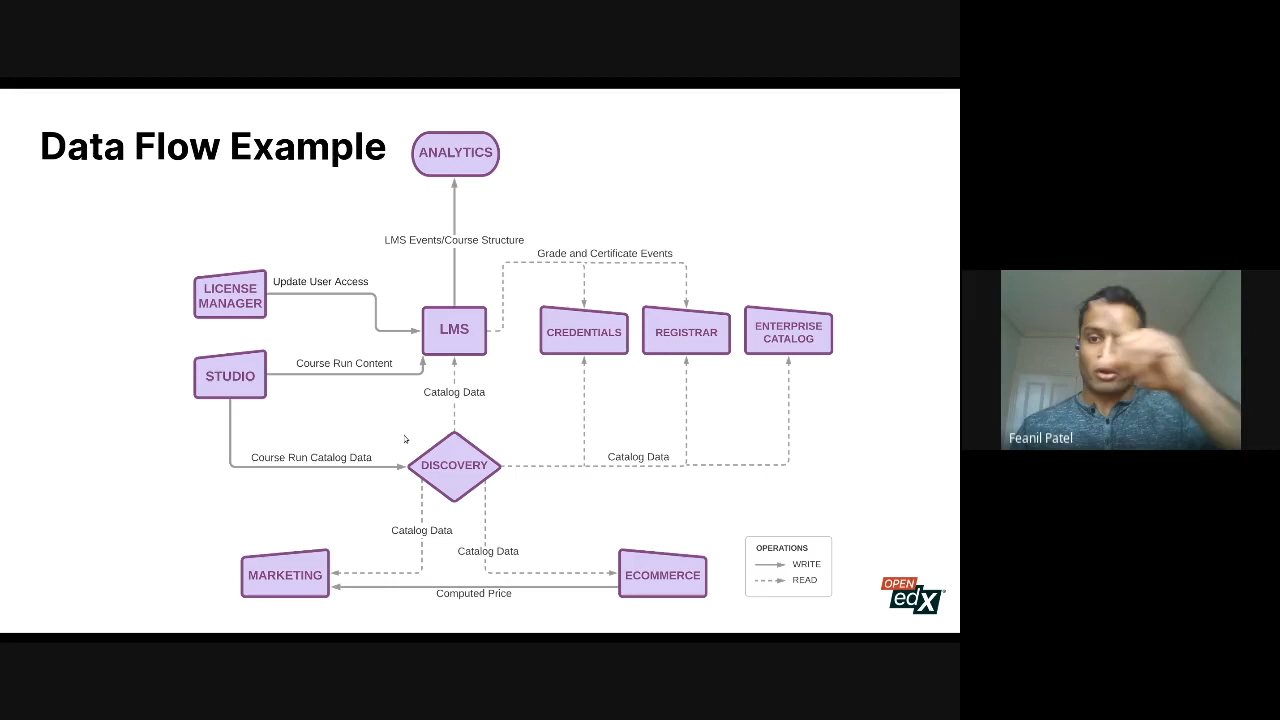 Data Flow Example
ANALYTICS
LMS Events/Course Structure
Grade and Certificate Events
LICENSE
MANAGER
Update User Access
LMS
CREDENTIALS
REGISTRAR
ENTERPRISE
CATALOG
STUDIO
Course Run Content
Catalog Data
Course Run Catalog Data
DISCOVERY
Catalog Data
Catalog Data
Catalog Data
MARKETING
ECOMMERCE
Computed Price
OPERATIONS
WRITE
READ
OPEN
edX
Feanil Patel